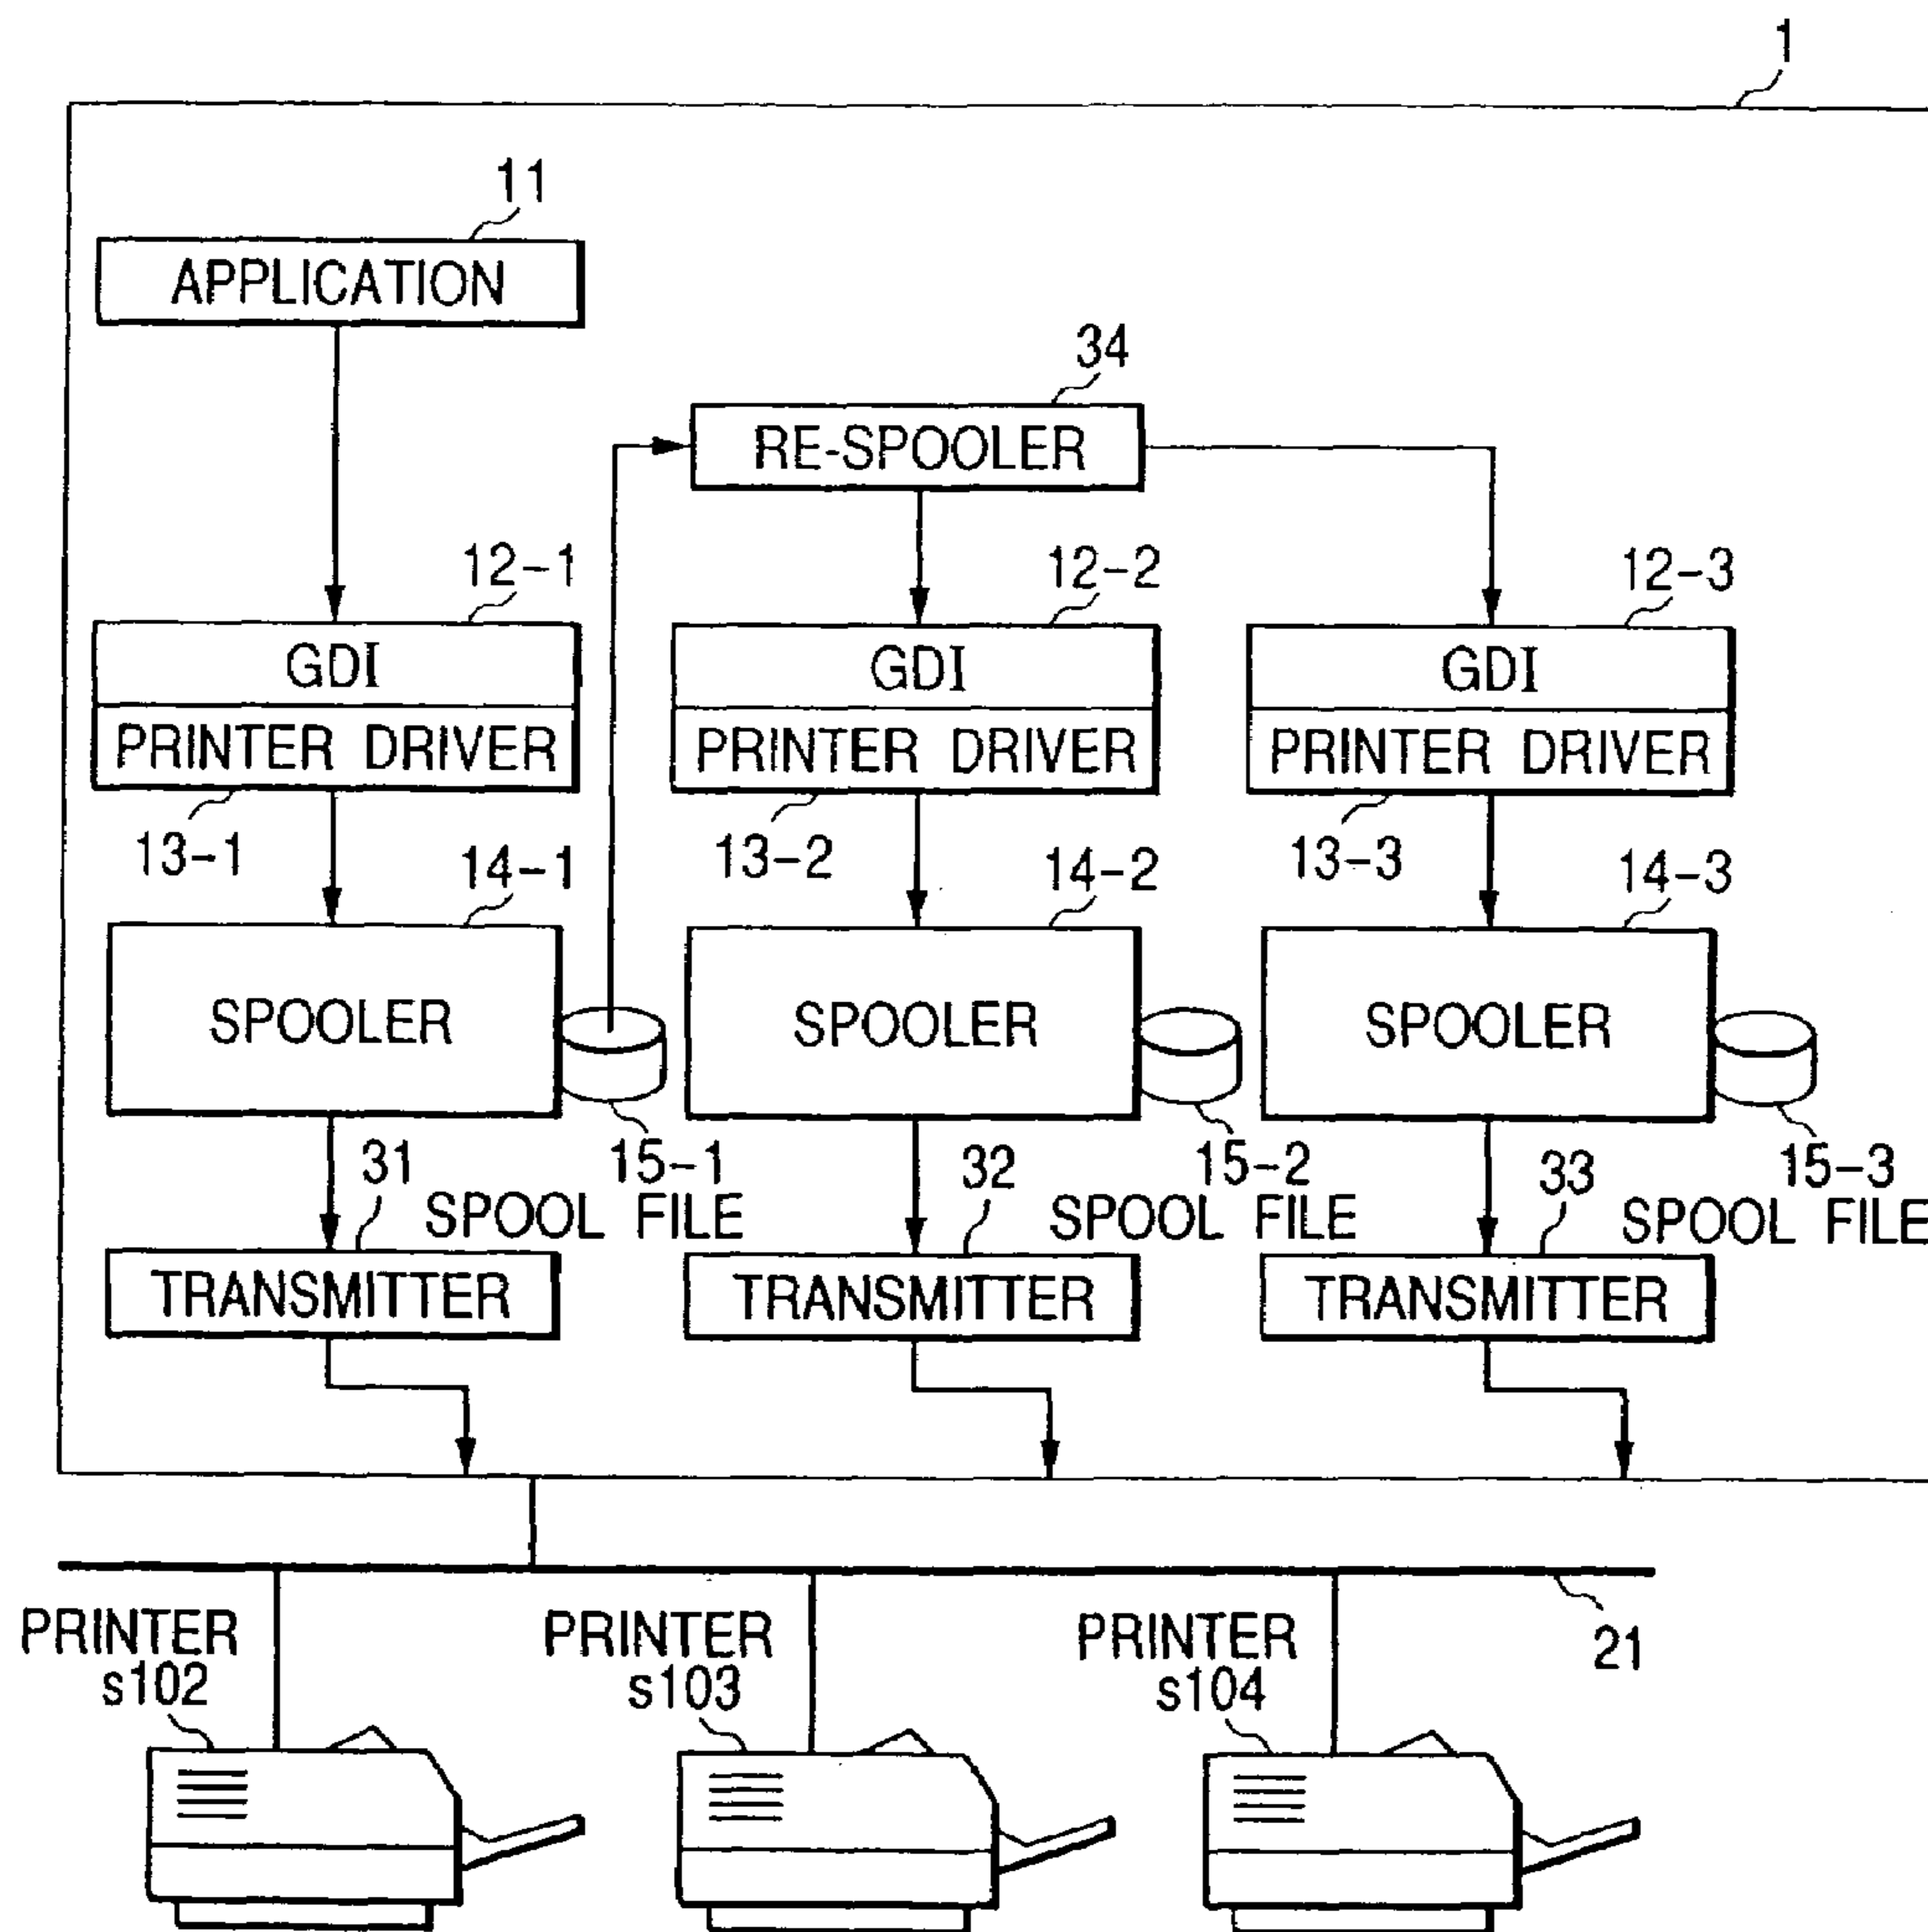 1
11
APPLICATION
34
RE-SPOOLER
12-1
12-2
12-3
GDI
GDI
GDI
PRINTER DRIVER
PRINTER DRIVER
PRINTER DRIVER
13-1
14-1
13-2
14-2
13-3
14-3
SPOOLER
SPOOLER
SPOOLER
31
15-1
SPOOL FILE
32
15-2
SPOOL FILE
33
15-3
SPOOL FILE
TRANSMITTER
TRANSMITTER
TRANSMITTER
21
PRINTER
s102
PRINTER
s103
PRINTER
s104